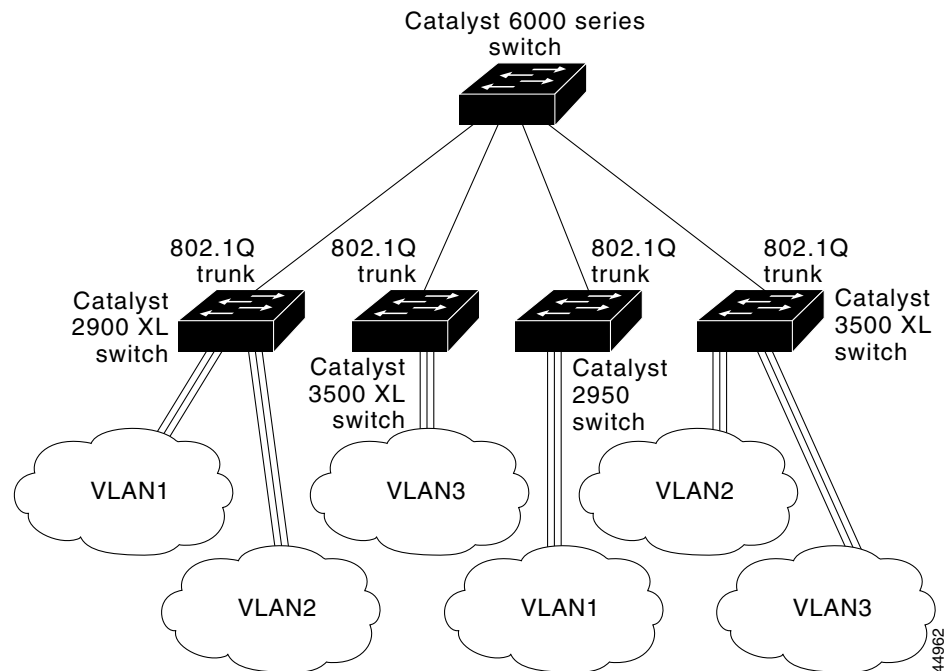 Catalyst 6000 series
switch
802.1Q
trunk
802.1Q
trunk
802.1Q
trunk
802.1Q
trunk
Catalyst
2900 XL
switch
Catalyst
3500 XL
switch
Catalyst
2950
switch
Catalyst
3500 XL
switch
VLAN1
VLAN3
VLAN2
VLAN2
VLAN1
VLAN3
44962